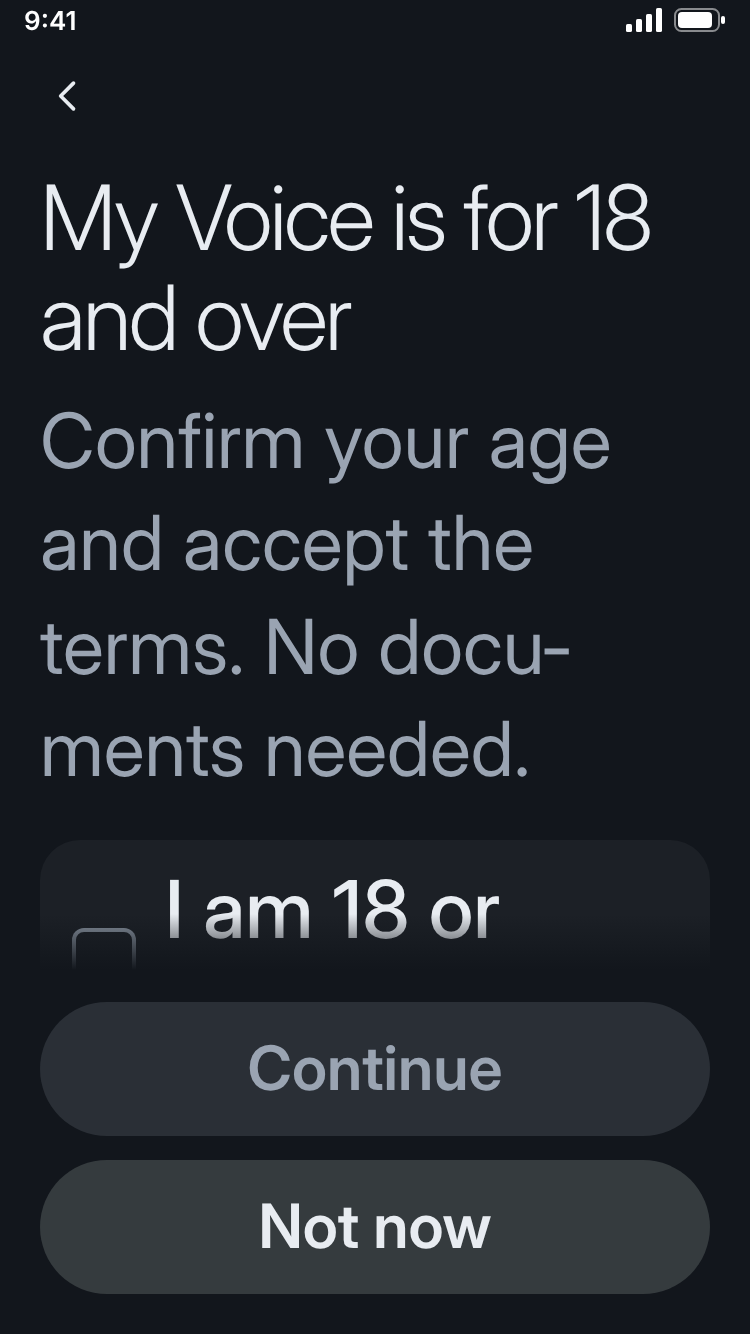 9:41
My Voice is for 18
and over
Confirm your age
and accept the
terms. No docu-
ments needed.
I am 18 or
Continue
Not now